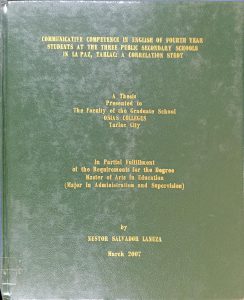 COMMUNICATIVE COMPETENCE IN ENGLISH OF FOURTH YEAR
STUDENTS AT THE THREE PUBLIC SECONDARY SCHOOLS
IN LA PAZ, TARLAC: A CORRELATION STUDY
A Thesis
Presented to
The Faculty of the Graduate School
OSIAS COLLEGES
Tarlac City
In Partial Fulfillment
of the Requirements for the Degree
Master of Arts in Education
(Major in Administration and Supervision)
by
NESTOR SALVADOR LANUZA
March 2007